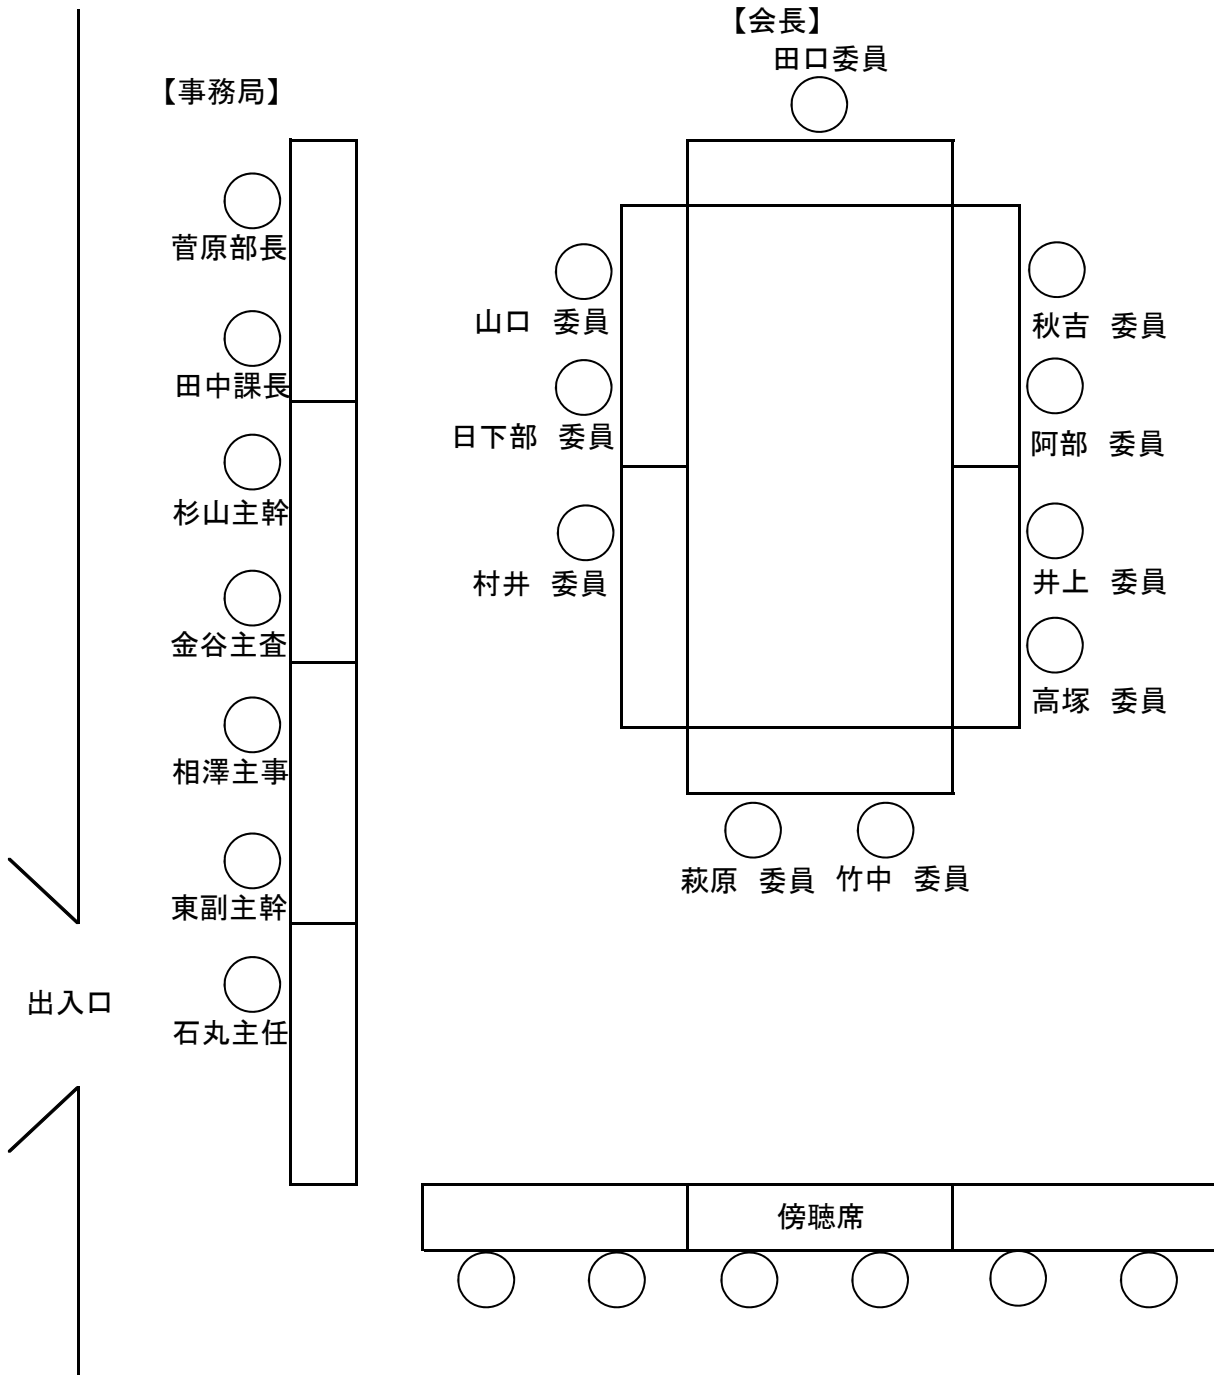 【会長】
田口委員
【事務局】
菅原部長
田中課長
杉山主幹
金谷主査
相澤主事
東副主幹
石丸主任
出入口
山口　委員
日下部　委員
村井　委員
秋吉　委員
阿部　委員
井上　委員
高塚　委員
萩原　委員
竹中　委員
傍聴席